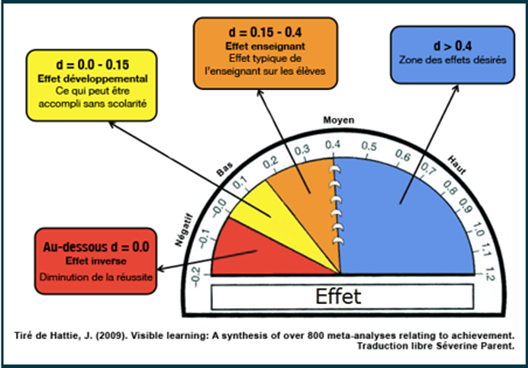 d = 0.0 - 0.15
Effet développemental
Ce qui peut être
accompli sans scolarité
d = 0.15 - 0.4
Effet enseignant
Effet typique de
l'enseignant sur les élèves
d > 0.4
Zone des effets désirés
Au-dessous d = 0.0
Effet inverse
Diminution de la réussite
Négatif
Bas
Moyen
Haut
-0.2
-0.1
-0.0
0.1
0.2
0.3
0.4
0.5
0.6
0.7
0.8
0.9
1.0
1.1
1.2
Effet
Tiré de Hattie, J. (2009). Visible learning: A synthesis of over 800 meta-analyses relating to achievement.
Traduction libre Séverine Parent.